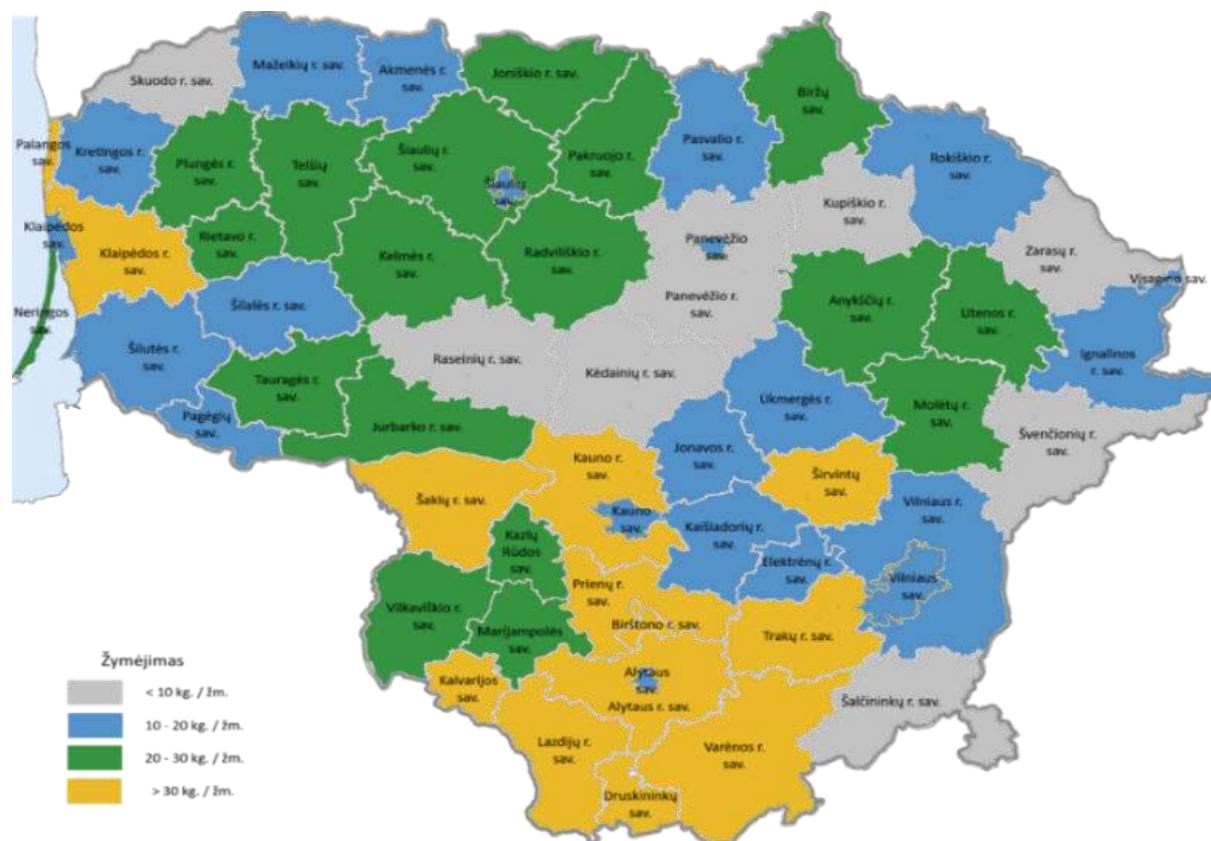 Skuodo r. sav.
Mažeikių r. sav.
Akmenės r.
sav.
Joniškio r. sav.
Biržų
sav.
Palangos
sav.
Kretingos r.
sav.
Plungės r.
sav.
Telšių
sav.
Šiaulių r.
sav.
Šiaulių
sav.
Pakruojo r.
sav.
Pasvalio r.
sav.
Rokiškio r.
sav.
Kupiškio r.
sav.
Klaipėdos
sav.
Klaipėdos r.
sav.
Rietavo r.
sav.
Kelmės r.
sav.
Radviliškio r.
sav.
Panevėžio
sav.
Panevėžio r.
sav.
Zarasų r.
sav.
Visagino sav.
Neringos
sav.
Šilalės r. sav.
Šilutės r.
sav.
Anykščių r.
sav.
Utenos r.
sav.
Ignalinos
r. sav.
Raseinių r. sav.
Kėdainių r. sav.
Tauragės r.
sav.
Pagėgių
sav.
Jurbarko r. sav.
Ukmergės r.
sav.
Molėtų r.
sav.
Švenčionių r.
sav.
Jonavos r.
sav.
Kauno r.
sav.
Širvintų
sav.
Šakių r. sav.
Kauno
sav.
Kaišiadorių r.
sav.
Vilniaus r.
sav.
Kazlų
Rūdos
sav.
Elektrėnų r.
sav.
Vilniaus
sav.
Prienų r.
sav.
Vilkaviškio r.
sav.
Marijampolės
sav.
Birštono r. sav.
Trakų r. sav.
Kalvarijos
sav.
Alytaus
sav.
Alytaus r. sav.
Šalčininkų r. sav.
Lazdijų r.
sav.
Varėnos r.
sav.
Druskininkų
sav.
Žymėjimas
< 10 kg. / žm.
10 - 20 kg. / žm.
20 - 30 kg. / žm.
> 30 kg. / žm.